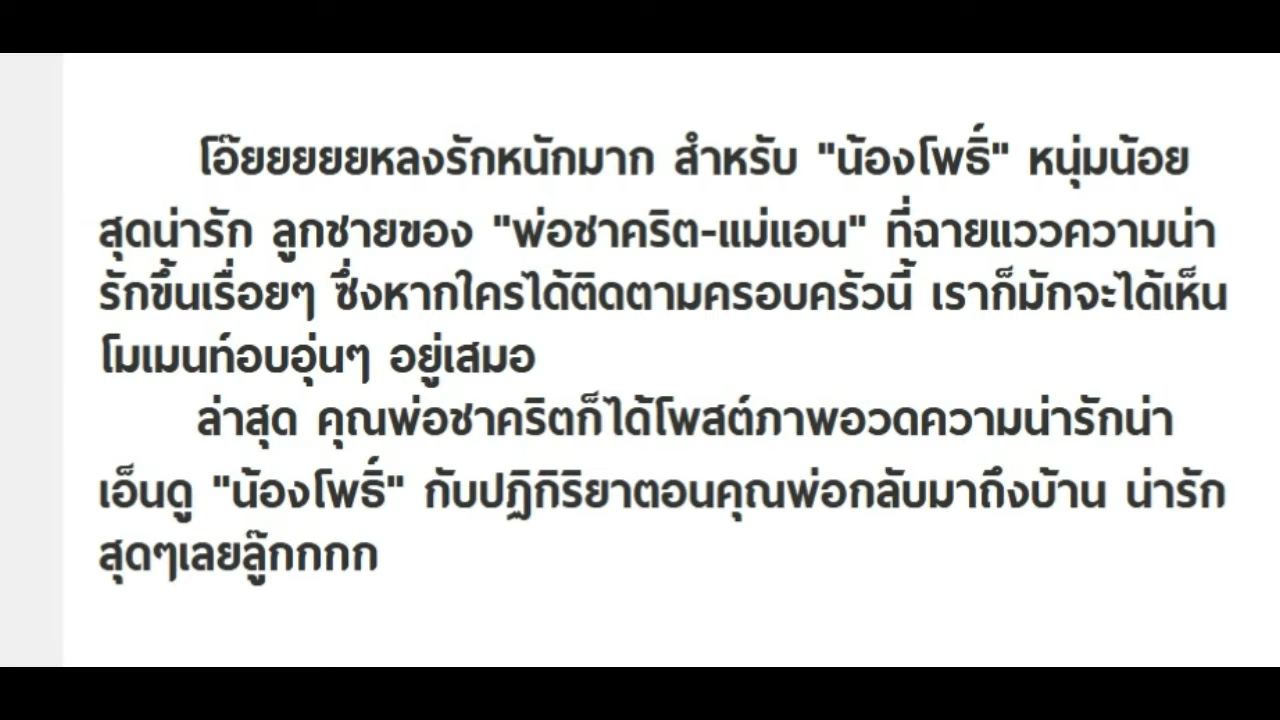 โอ๊ยยยยยหลงรักหนักมาก สำหรับ "น้องโพธิ์" หนุ่มน้อย
สุดน่ารัก ลูกชายของ "พ่อชาคริต-แม่แอน" ที่ฉายแววความน่า
รักขึ้นเรื่อยๆ ซึ่งหากใครได้ติดตามครอบครัวนี้ เราก็มักจะได้เห็น
โมเมนท์อบอุ่นๆ อยู่เสมอ
ล่าสุด คุณพ่อชาคริตก็ได้โพสต์ภาพอวดความน่ารักน่า
เอ็นดู "น้องโพธิ์" กับปฏิกิริยาตอนคุณพ่อกลับมาถึงบ้าน น่ารัก
สุดๆเลยลู๊กกกกก